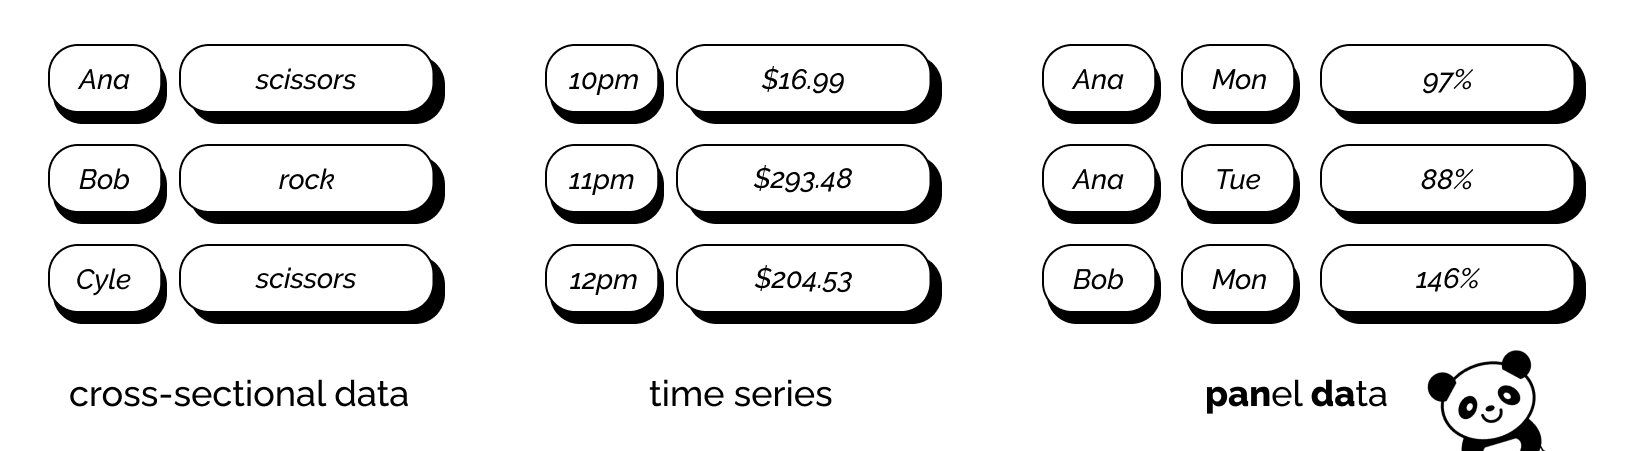 Ana scissors
Bob rock
Cyle scissors
cross-sectional data
10pm $16.99
11pm $293.48
12pm $204.53
time series
Ana Mon 97%
Ana Tue 88%
Bob Mon 146%
panel data